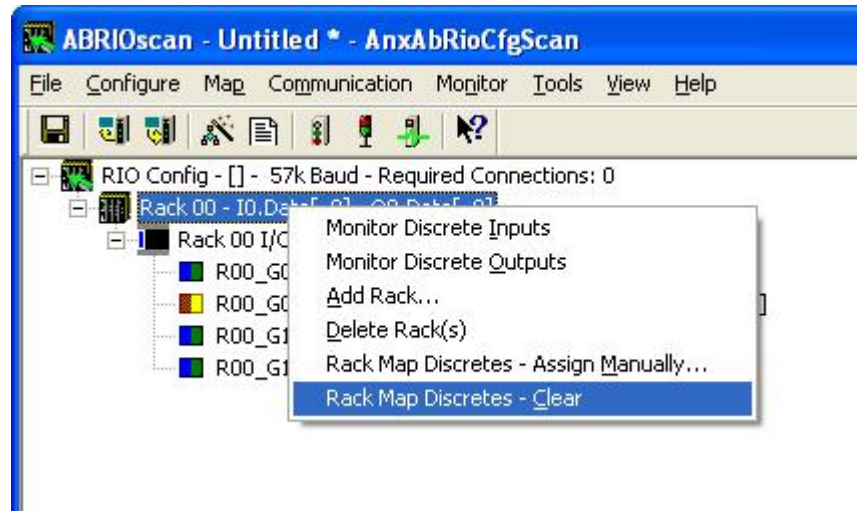 ABRIOscan - Untitled * - AnxAbRioCfgScan
File Configure Map Communication Monitor Tools View Help
RIO Config - [] - 57k Baud - Required Connections: 0
Rack 00 - I0.Data[
Rack 00 I/O
R00_G0
R00_G0 ]
R00_G1
R00_G1
Monitor Discrete Inputs
Monitor Discrete Outputs
Add Rack...
Delete Rack(s)
Rack Map Discretes - Assign Manually...
Rack Map Discretes - Clear